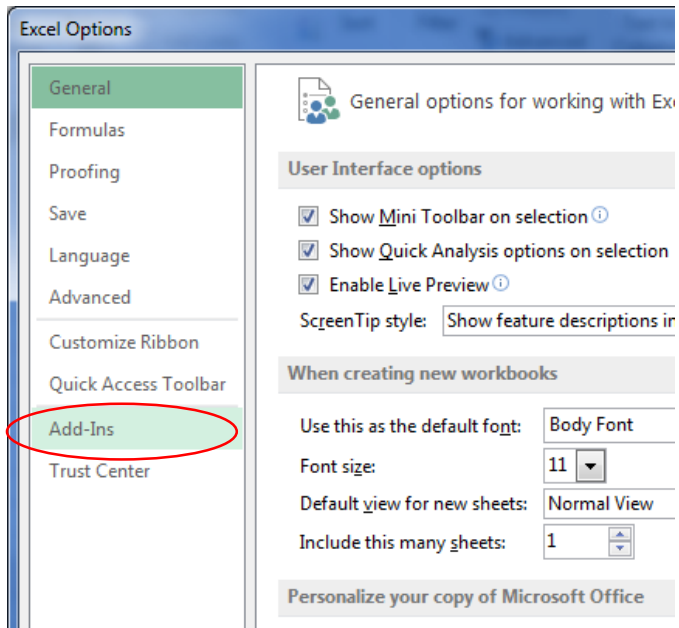 Excel Options
General
Formulas
Proofing
Save
Language
Advanced
Customize Ribbon
Quick Access Toolbar
Add-Ins
Trust Center
General options for working with Exc
User Interface options
Show Mini Toolbar on selection
Show Quick Analysis options on selection
Enable Live Preview
ScreenTip style: Show feature descriptions in
When creating new workbooks
Use this as the default font: Body Font
Font size: 11
Default view for new sheets: Normal View
Include this many sheets: 1
Personalize your copy of Microsoft Office